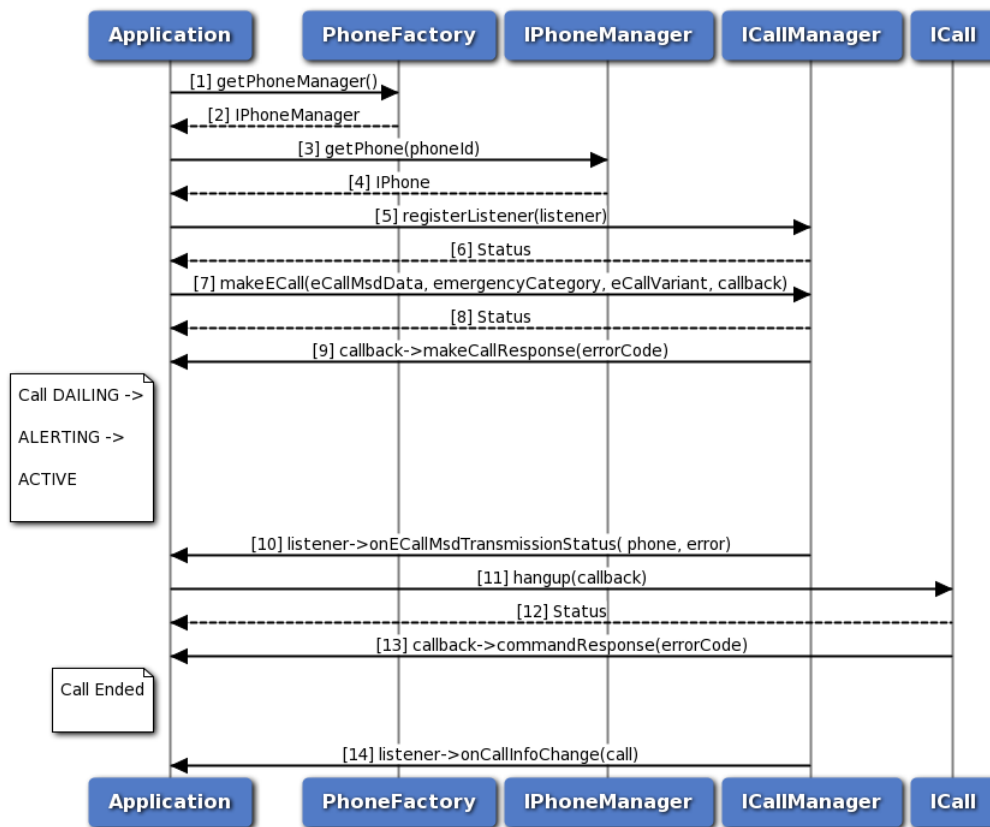 Application PhoneFactory IPhoneManager ICallManager ICall
[1] getPhoneManager()
[2] IPhoneManager
[3] getPhone(phoneId)
[4] IPhone
[5] registerListener(listener)
[6] Status
[7] makeECall(eCallMsdData, emergencyCategory, eCallVariant, callback)
[8] Status
[9] callback->makeCallResponse(errorCode)
Call DAILING ->
ALERTING ->
ACTIVE
[10] listener->onECallMsdTransmissionStatus( phone, error)
[11] hangup(callback)
[12] Status
[13] callback->commandResponse(errorCode)
Call Ended
[14] listener->onCallInfoChange(call)
Application PhoneFactory IPhoneManager ICallManager ICall